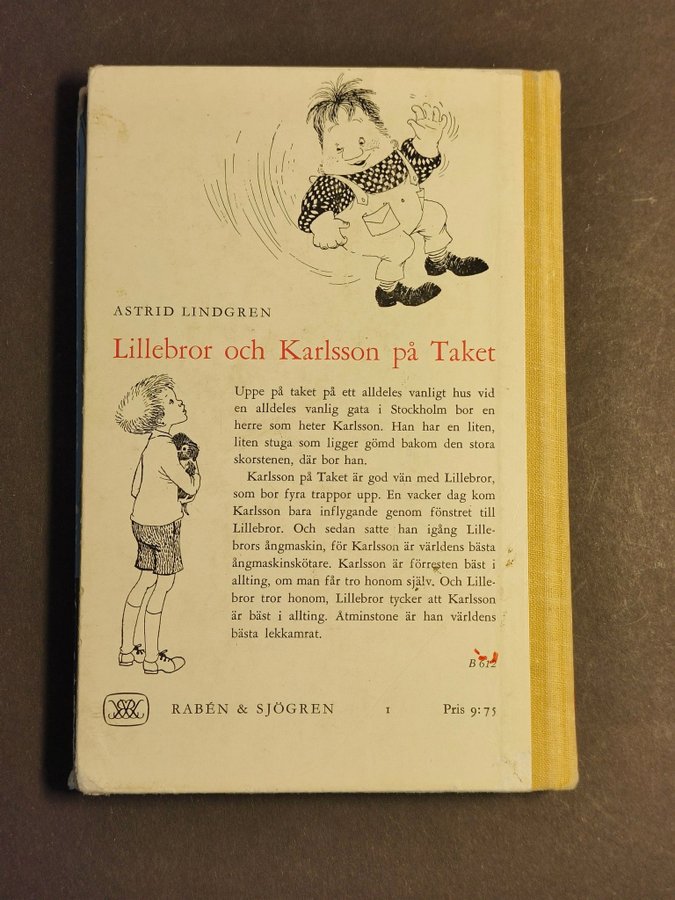 ASTRID LINDGREN
Lillebror och Karlsson på Taket
Uppe på taket på ett alldeles vanligt hus vid
en alldeles vanlig gata i Stockholm bor en
herre som heter Karlsson. Han har en liten,
liten stuga som ligger gömd bakom den stora
skorstenen, där bor han.
Karlsson på Taket är god vän med Lillebror,
som bor fyra trappor upp. En vacker dag kom
Karlsson bara inflygande genom fönstret till
Lillebror. Och sedan satte han igång Lille-
brors ångmaskin, för Karlsson är världens bästa
ångmaskinskötare. Karlsson är förresten bäst i
allting, om man får tro honom själv. Och Lille-
bror tror honom, Lillebror tycker att Karlsson
är bäst i allting. Åtminstone är han världens
bästa lekkamrat.
B 612
RABÉN & SJÖGREN 1 Pris 9:75